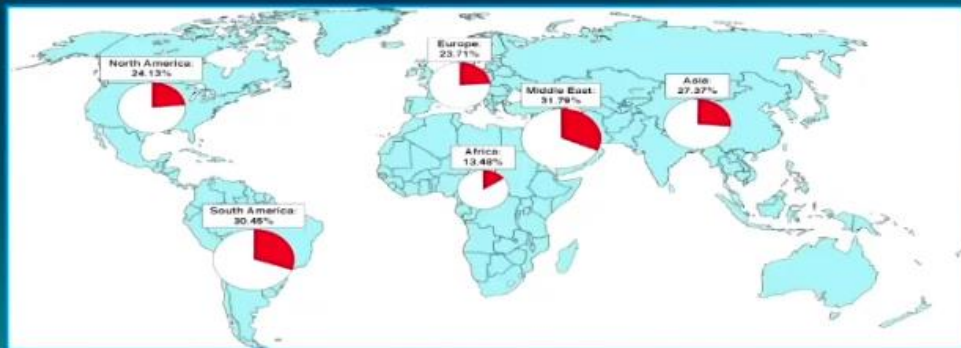 North America:
24.13%
Europe:
23.71%
Middle East:
31.79%
Asia:
27.37%
Africa:
13.48%
South America:
30.45%